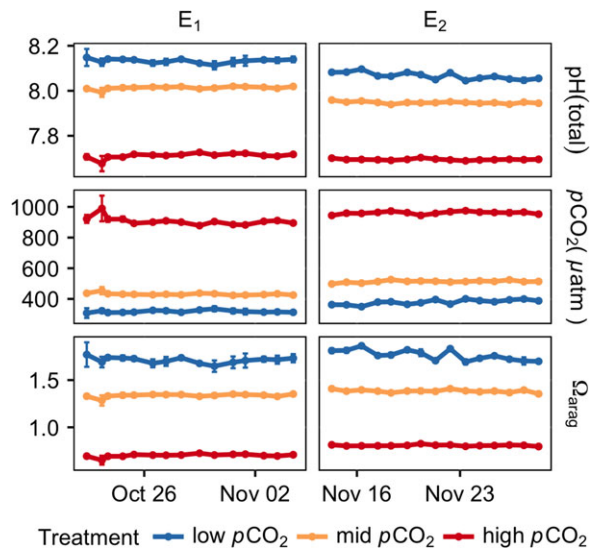 E₁ E₂
8.2
8.0
7.8
pH(total)
1000
800
600
400
pCO₂(μatm)
1.5
1.0
Ωarag
Oct 26 Nov 02 Nov 16 Nov 23
Treatment low pCO₂ mid pCO₂ high pCO₂